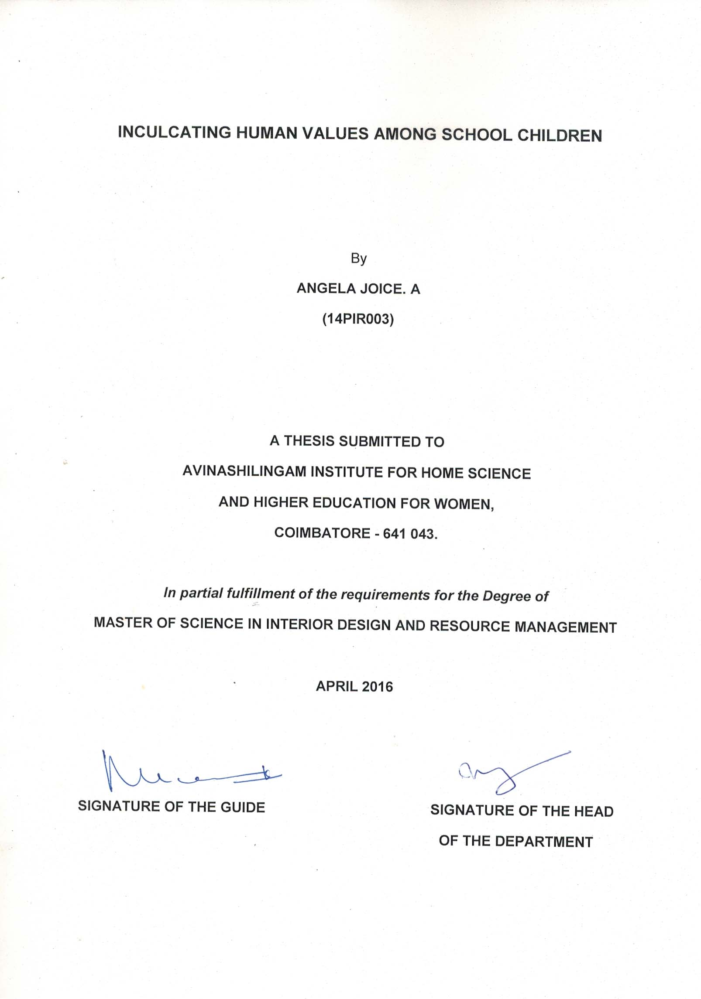 INCULCATING HUMAN VALUES AMONG SCHOOL CHILDREN
By
ANGELA JOICE. A
(14PIR003)
A THESIS SUBMITTED TO
AVINASHILINGAM INSTITUTE FOR HOME SCIENCE
AND HIGHER EDUCATION FOR WOMEN,
COIMBATORE - 641 043.
In partial fulfillment of the requirements for the Degree of
MASTER OF SCIENCE IN INTERIOR DESIGN AND RESOURCE MANAGEMENT
APRIL 2016
SIGNATURE OF THE GUIDE
SIGNATURE OF THE HEAD
OF THE DEPARTMENT